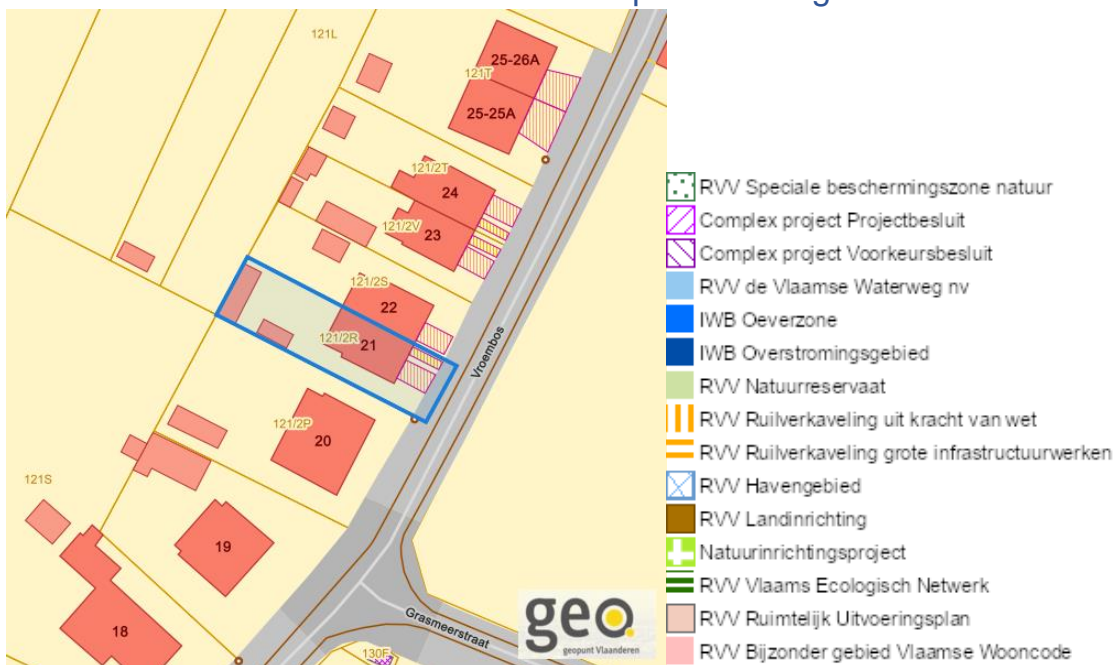 121L
25-26A
121T
25-25A
121/2T
24
121/2V
23
121/2S
22
121/2R
21
Vroembos
121/2P
20
121S
19
18
Grasmeerstraat
130F
geo
geopunt Vlaanderen
RVV Speciale beschermingszone natuur
Complex project Projectbesluit
Complex project Voorkeursbesluit
RVV de Vlaamse Waterweg nv
IWB Oeverzone
IWB Overstromingsgebied
RVV Natuurreservaat
RVV Ruilverkaveling uit kracht van wet
RVV Ruilverkaveling grote infrastructuurwerken
RVV Havengebied
RVV Landinrichting
Natuurinrichtingsproject
RVV Vlaams Ecologisch Netwerk
RVV Ruimtelijk Uitvoeringsplan
RVV Bijzonder gebied Vlaamse Wooncode